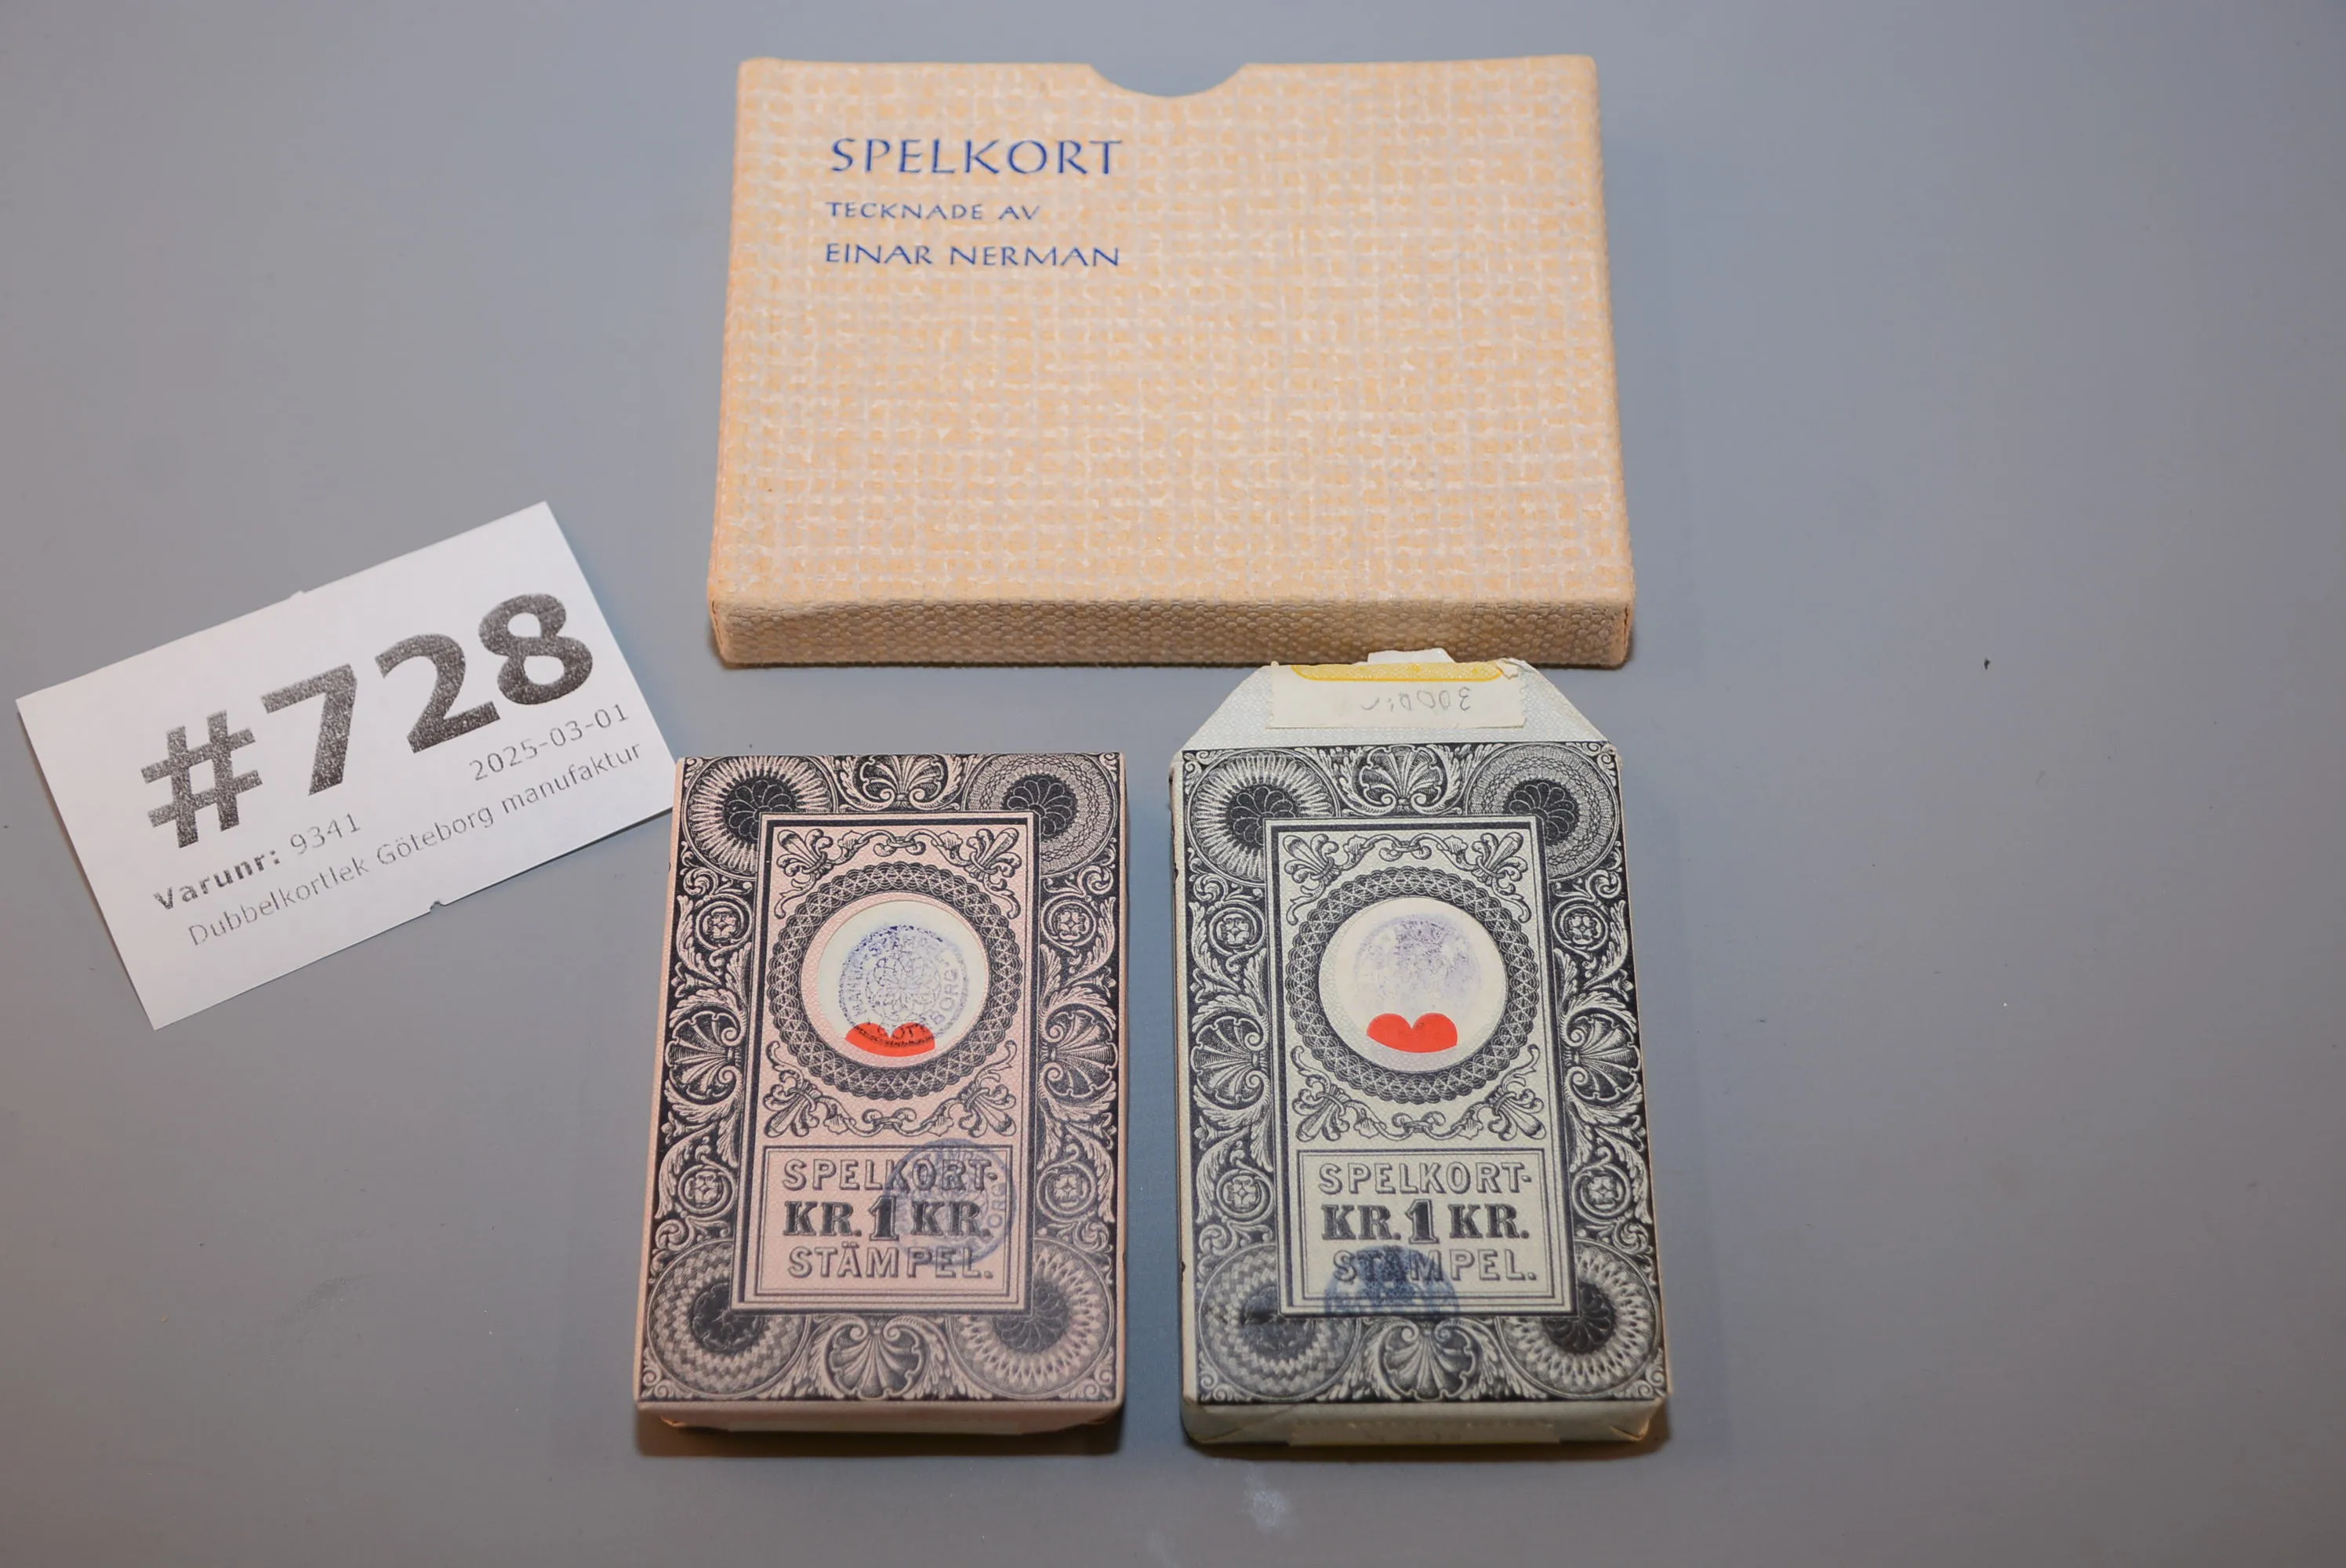 SPELKORT
TECKNADE AV
EINAR NERMAN
#728
2025-03-01
Varunr: 9341
Dubbelkortlek Göteborg manufaktur
SPELKORT-
KR. 1 KR.
STÄMPEL.
SPELKORT-
KR. 1 KR.
STÄMPEL.